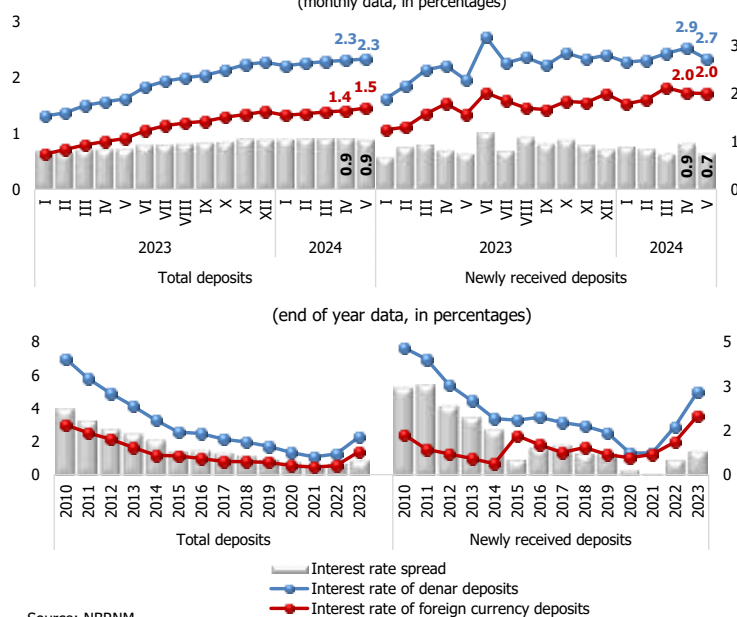 (monthly data, in percentages)
3
2
1
0
3
2
1
0
2.3 2.3
1.4 1.5
0.9 0.9
2.9 2.7
2.0 2.0
0.9 0.7
I II III IV V VI VII VIII IX X XI XII I II III IV V
I II III IV V VI VII VIII IX X XI XII I II III IV V
2023 2024 2023 2024
Total deposits Newly received deposits
(end of year data, in percentages)
8
6
4
2
0
5
3
2
0
2010 2011 2012 2013 2014 2015 2016 2017 2018 2019 2020 2021 2022 2023
2010 2011 2012 2013 2014 2015 2016 2017 2018 2019 2020 2021 2022 2023
Total deposits Newly received deposits
Interest rate spread
Interest rate of denar deposits
Interest rate of foreign currency deposits
Source: NBRNM